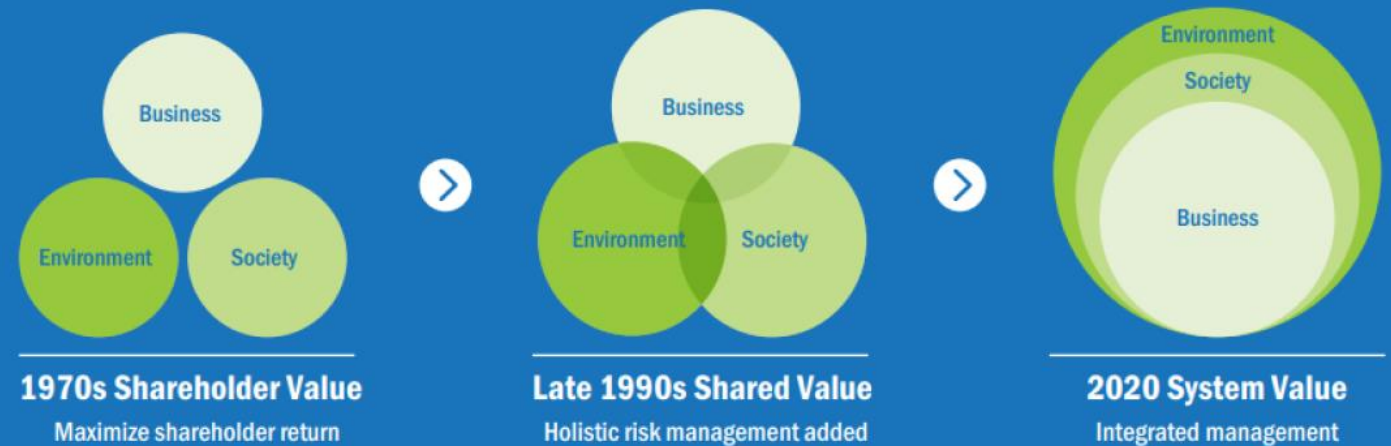 Business
Environment
Society
1970s Shareholder Value
Maximize shareholder return
Business
Environment
Society
Late 1990s Shared Value
Holistic risk management added
Environment
Society
Business
2020 System Value
Integrated management